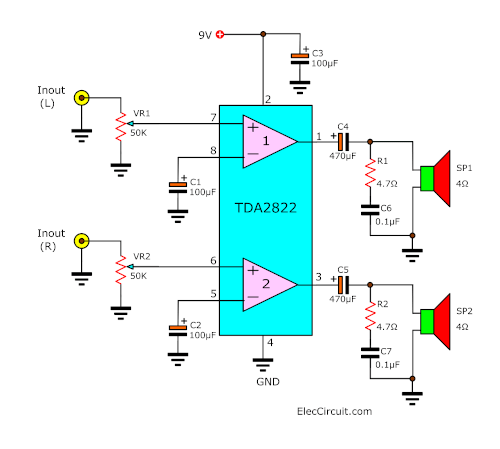 9V
+
C3
100µF
2
Inout
(L)
VR1
50K
7
8
+
−
1
1
+
C4
470µF
R1
4.7Ω
C6
0.1µF
SP1
4Ω
+
C1
100µF
TDA2822
Inout
(R)
VR2
50K
6
5
+
−
2
3
+
C5
470µF
R2
4.7Ω
C7
0.1µF
SP2
4Ω
+
C2
100µF
4
GND
ElecCircuit.com